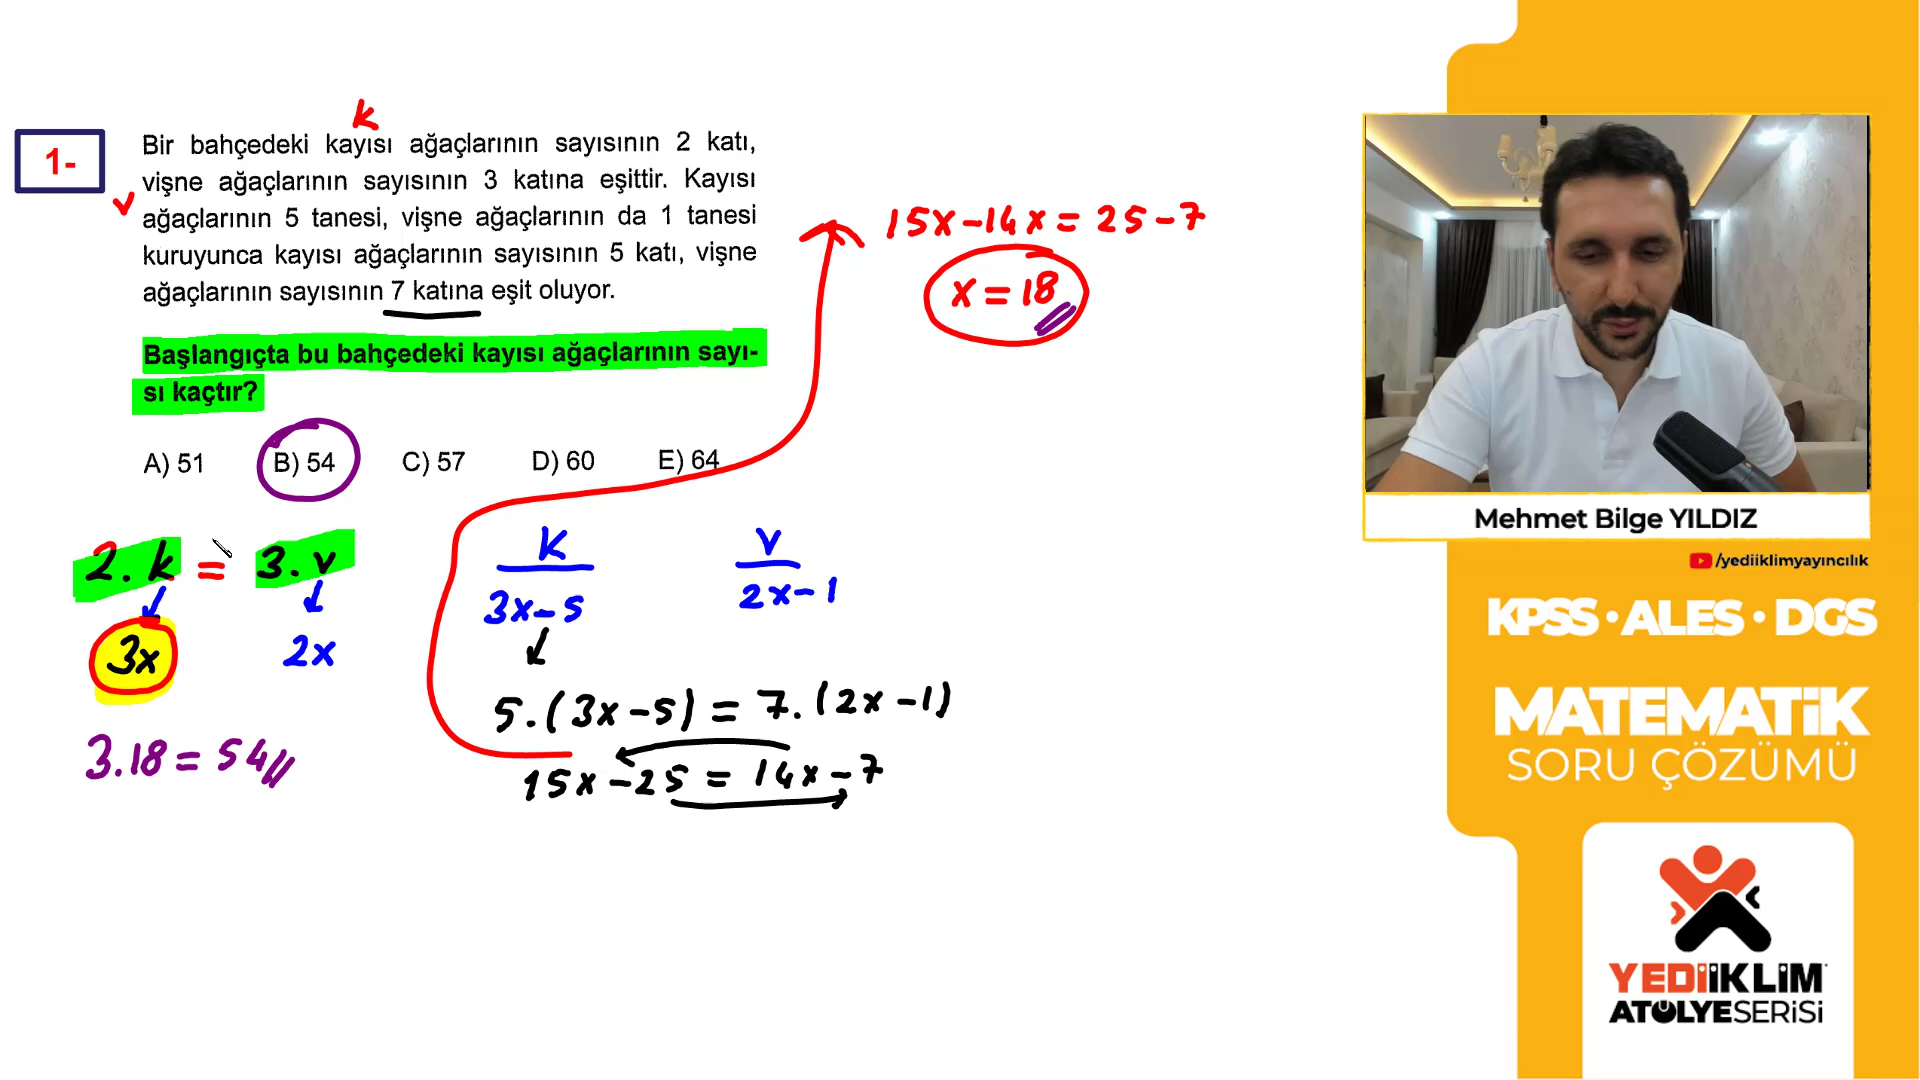 k
1-
Bir bahçedeki kayısı ağaçlarının sayısının 2 katı,
vişne ağaçlarının sayısının 3 katına eşittir. Kayısı
v
ağaçlarının 5 tanesi, vişne ağaçlarının da 1 tanesi
kuruyunca kayısı ağaçlarının sayısının 5 katı, vişne
ağaçlarının sayısının 7 katına eşit oluyor.
Başlangıçta bu bahçedeki kayısı ağaçlarının sayı-
sı kaçtır?
A) 51 B) 54 C) 57 D) 60 E) 64
2.k = 3.v
3x 2x
3.18 = 54
k v
3x-5 2x-1
5.(3x-5) = 7.(2x-1)
15x-25 = 14x-7
15x-14x = 25-7
x = 18
Mehmet Bilge YILDIZ
/yediiklimyayıncılık
KPSS • ALES • DGS
MATEMATİK
SORU ÇÖZÜMÜ
YEDİİKLİM
ATÖLYESERİSİ